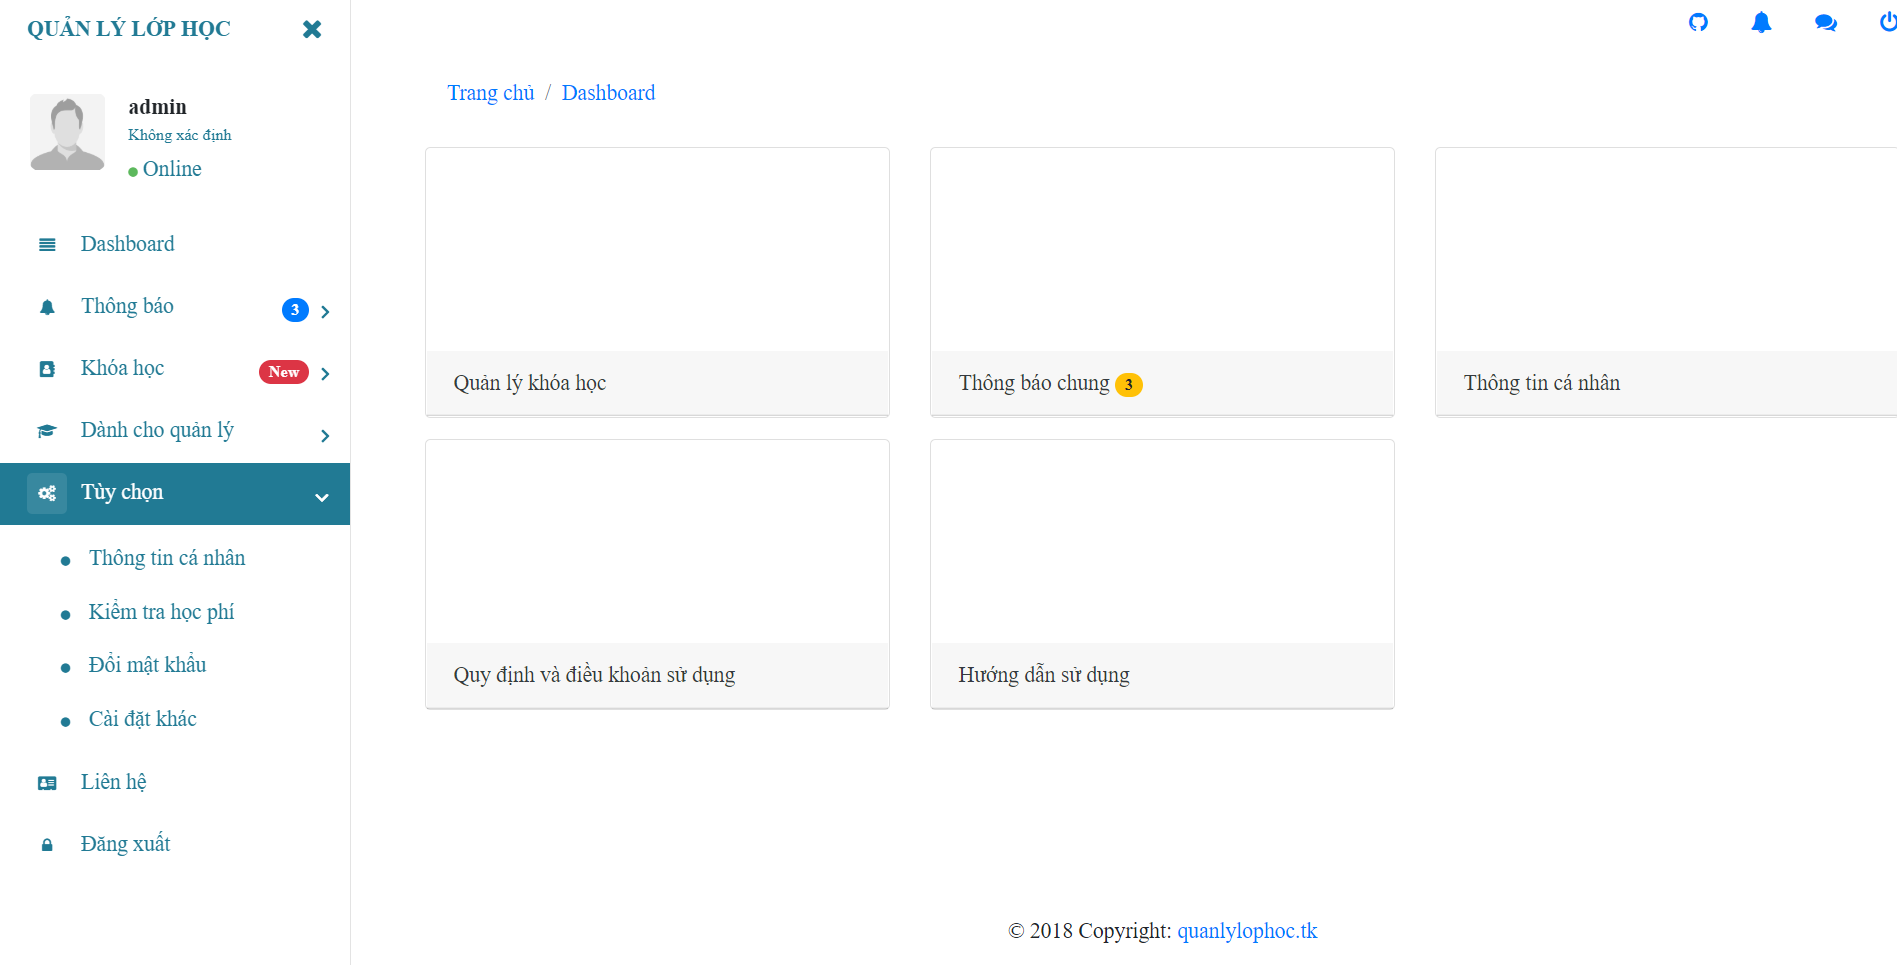 QUẢN LÝ LỚP HỌC
admin
Không xác định
Online
Dashboard
Thông báo 3
Khóa học New
Dành cho quản lý
Tùy chọn
Thông tin cá nhân
Kiểm tra học phí
Đổi mật khẩu
Cài đặt khác
Liên hệ
Đăng xuất
Trang chủ / Dashboard
Quản lý khóa học
Thông báo chung 3
Thông tin cá nhân
Quy định và điều khoản sử dụng
Hướng dẫn sử dụng
© 2018 Copyright: quanlylophoc.tk